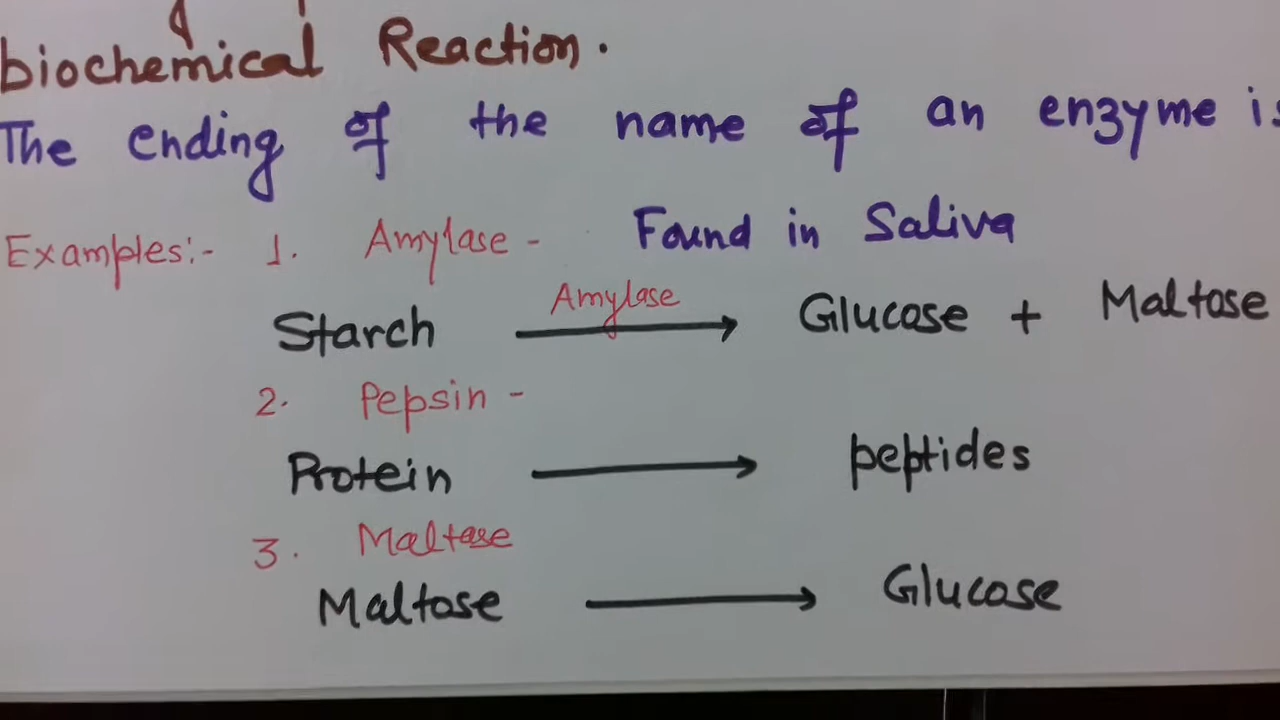 biochemical Reaction.
The ending of the name of an enzyme is
Examples:- 1. Amylase - Found in Saliva
Amylase
Starch → Glucose + Maltose
2. Pepsin -
Protein → peptides
3. Maltase
Maltose → Glucose